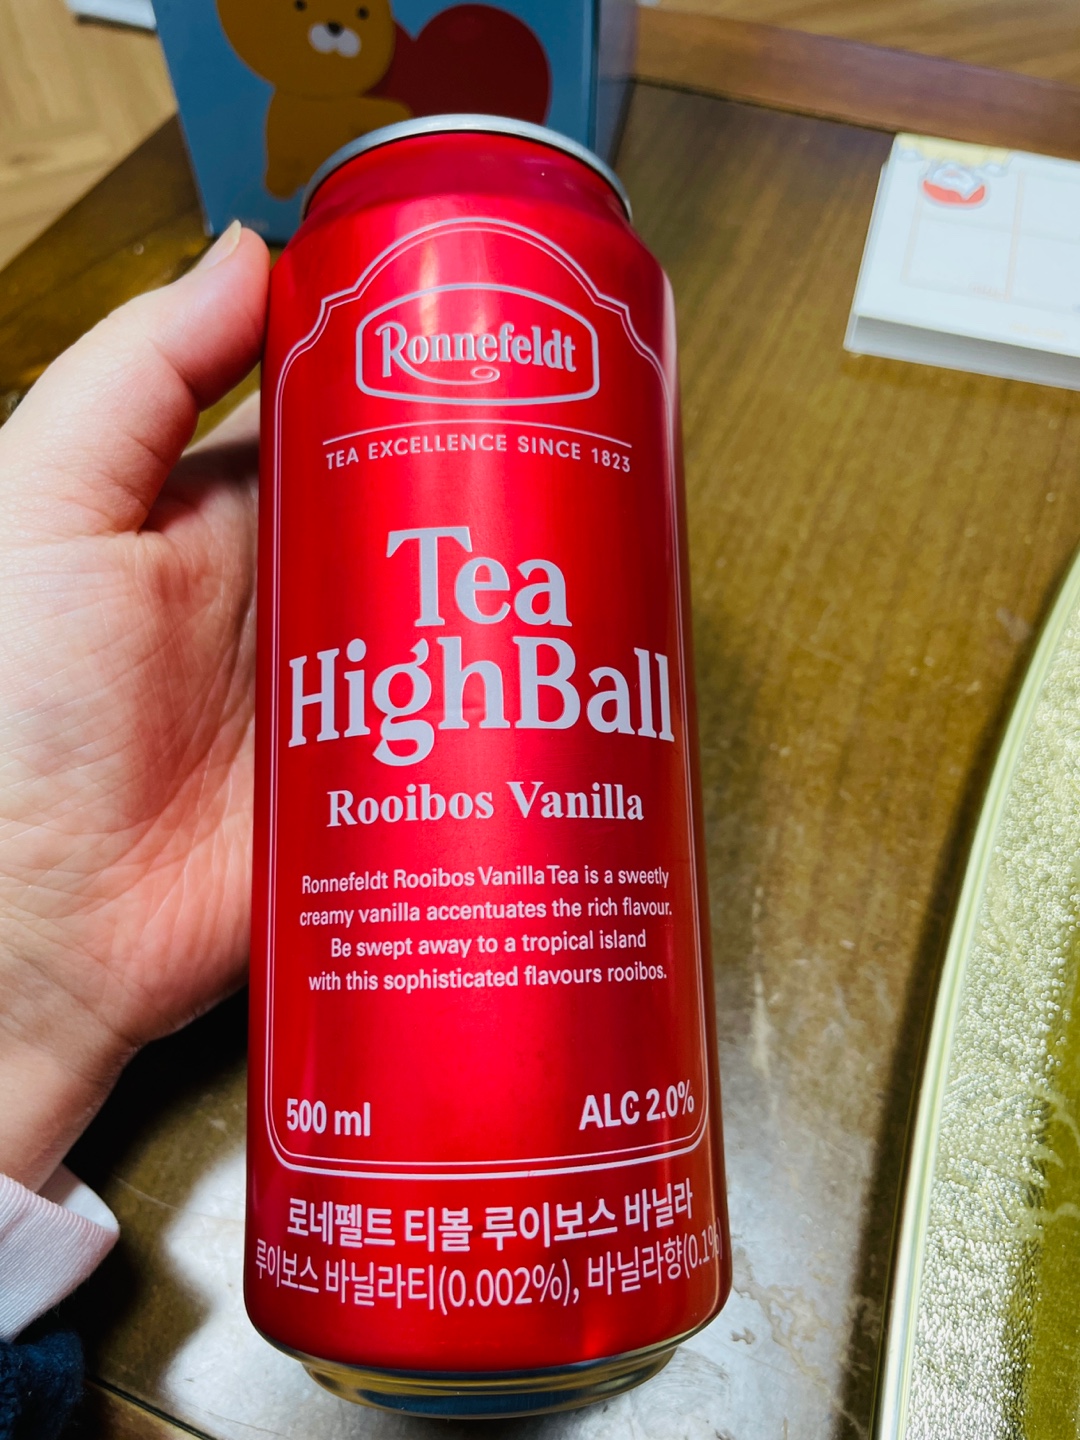 Ronnefeldt
TEA EXCELLENCE SINCE 1823
Tea
HighBall
Rooibos Vanilla
Ronnefeldt Rooibos Vanilla Tea is a sweetly
creamy vanilla accentuates the rich flavour.
Be swept away to a tropical island
with this sophisticated flavours rooibos.
500 ml
ALC 2.0%
로네펠트 티볼 루이보스 바닐라
루이보스 바닐라티(0.002%), 바닐라향(0.1%)